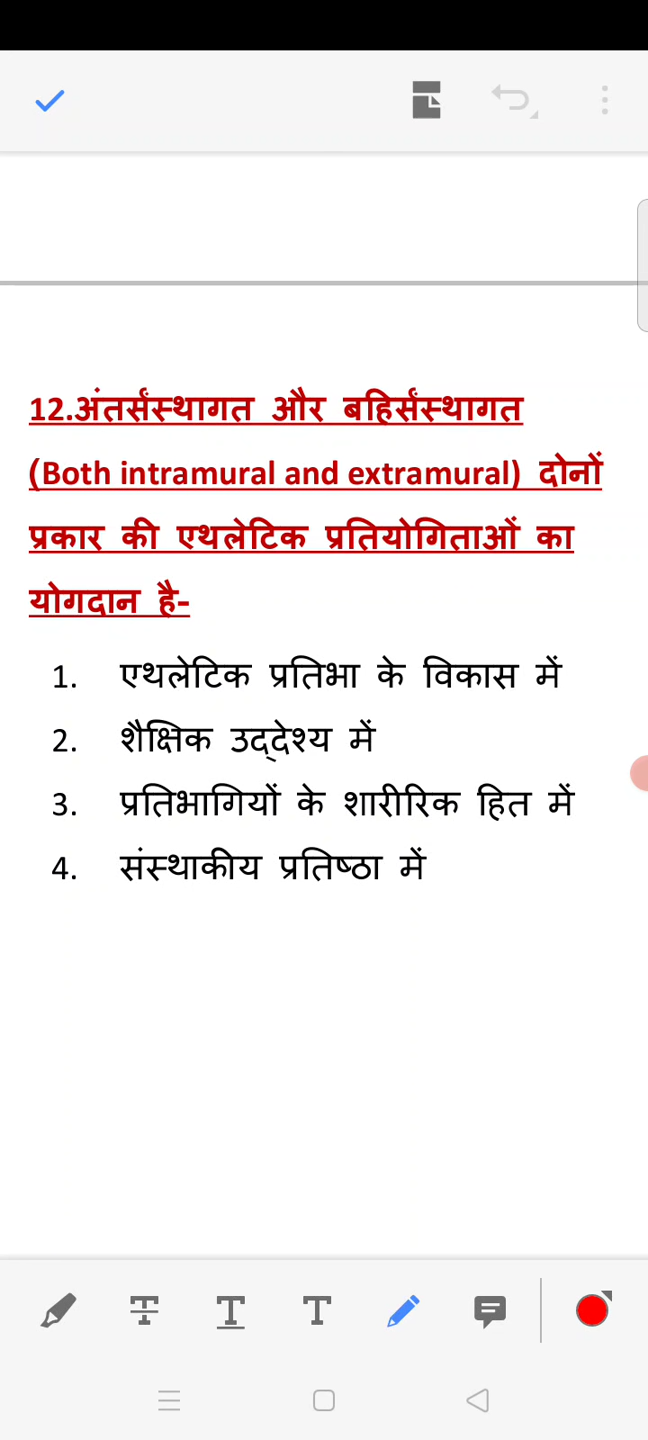 12.अंतर्संस्थागत और बहिर्संस्थागत
(Both intramural and extramural) दोनों
प्रकार की एथलेटिक प्रतियोगिताओं का
योगदान है-
1. एथलेटिक प्रतिभा के विकास में
2. शैक्षिक उद्देश्य में
3. प्रतिभागियों के शारीरिक हित में
4. संस्थाकीय प्रतिष्ठा में